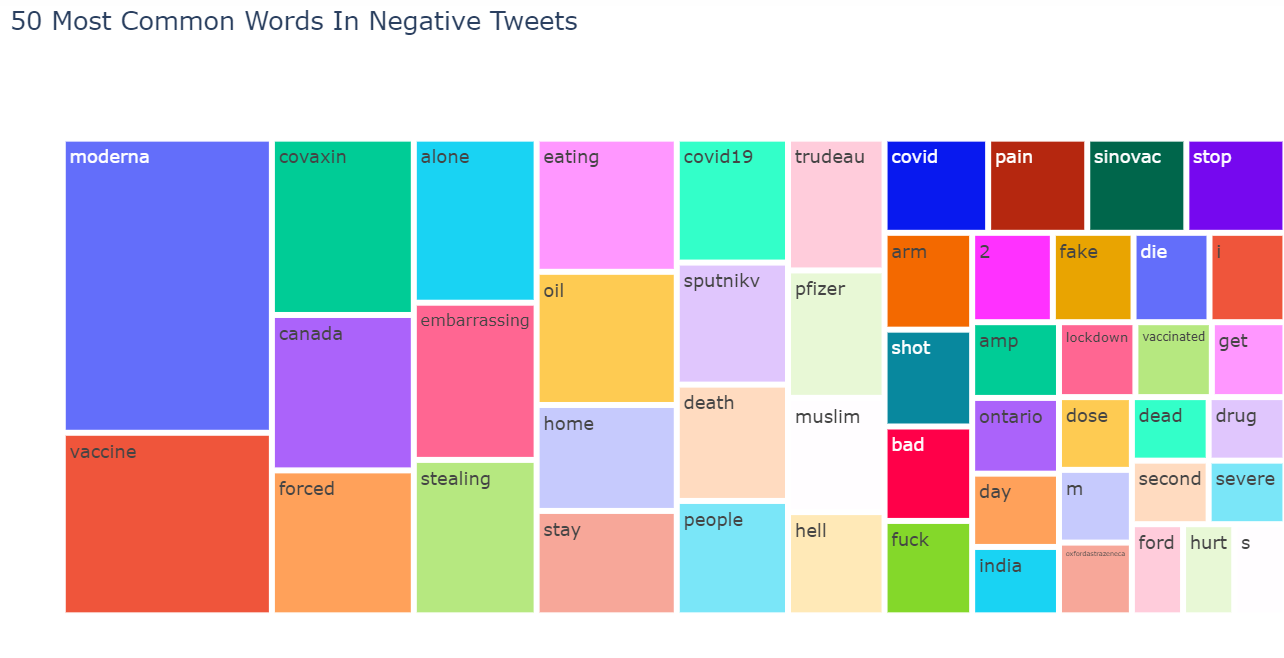 50 Most Common Words In Negative Tweets
moderna
vaccine
covaxin
canada
forced
alone
embarrassing
stealing
eating
oil
home
stay
covid19
sputnikv
death
people
trudeau
pfizer
muslim
hell
covid
pain
sinovac
stop
arm
shot
bad
fuck
2
fake
die
i
amp
lockdown
vaccinated
get
ontario
day
india
dose
m
oxfordastrazeneca
dead
drug
second
severe
ford
hurt
s